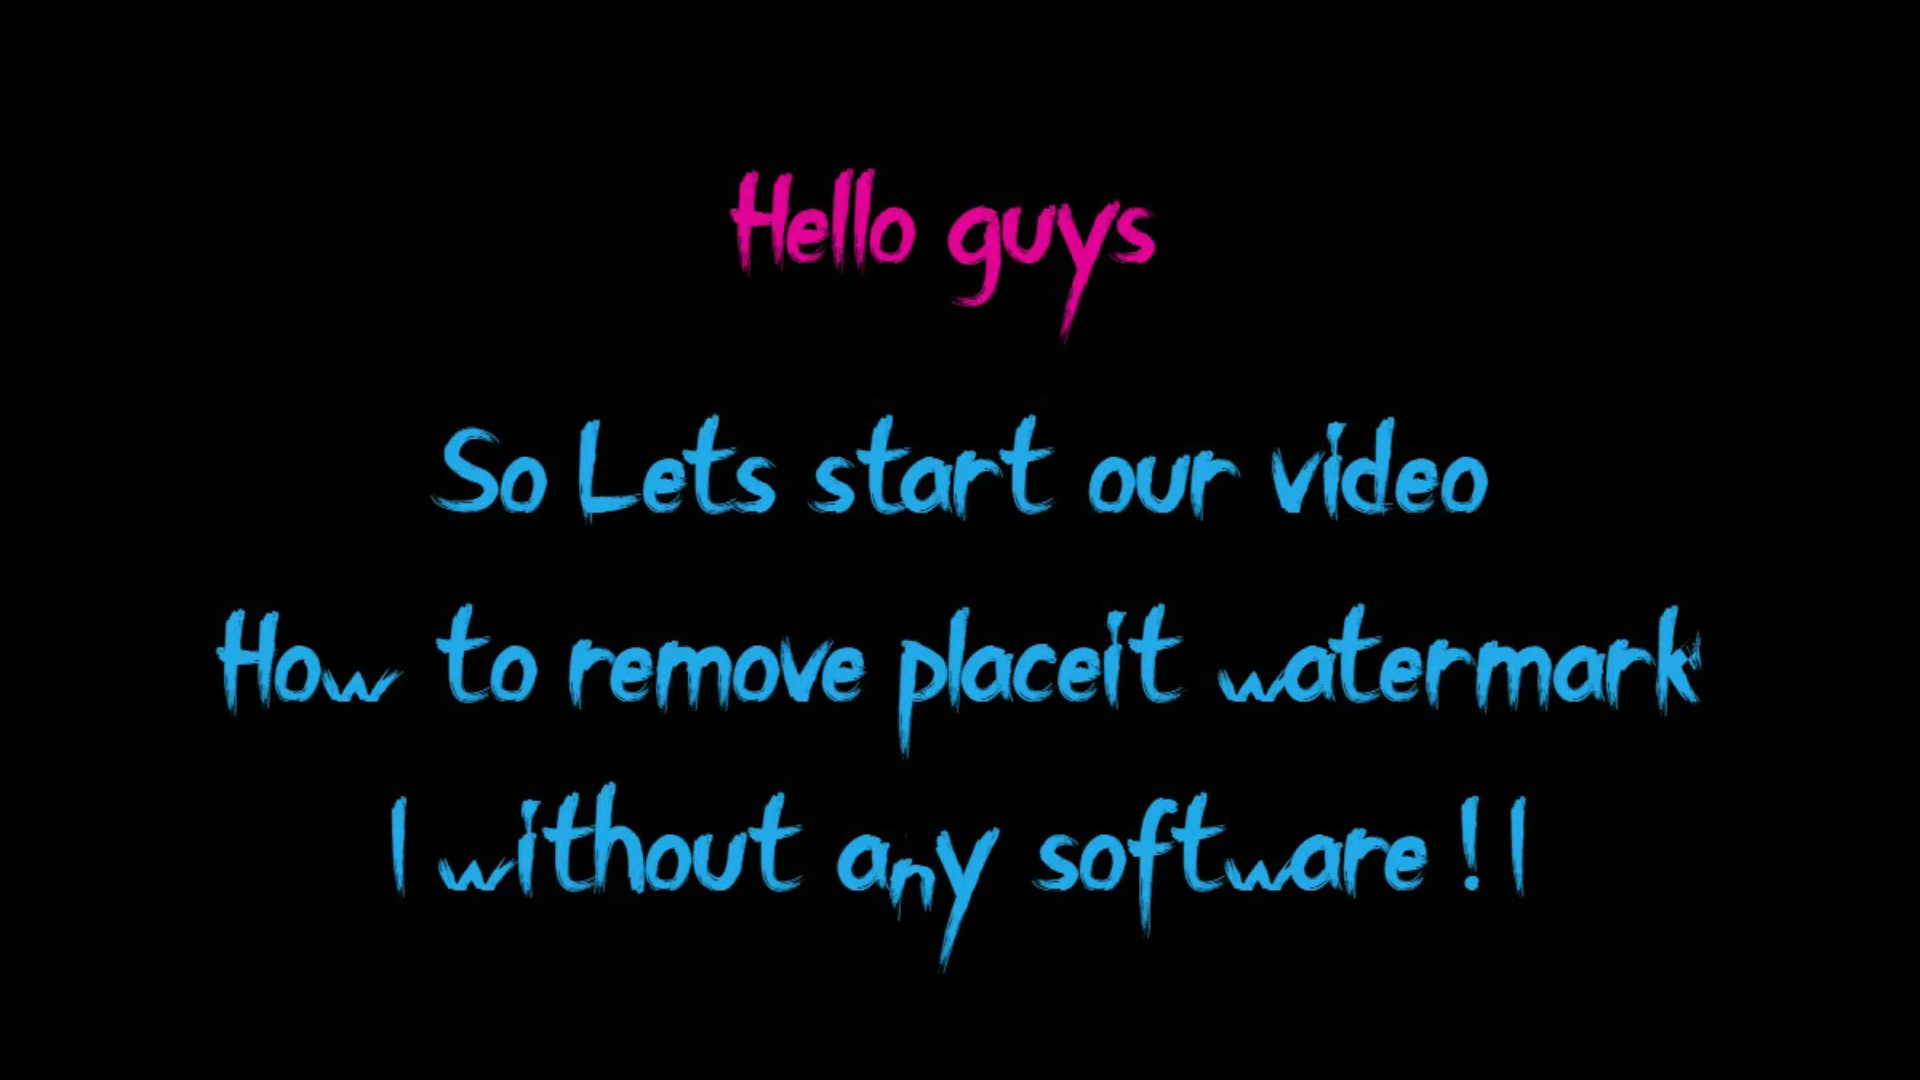 Hello guys
So Lets start our video
How to remove placeit watermark
| without any software ! |